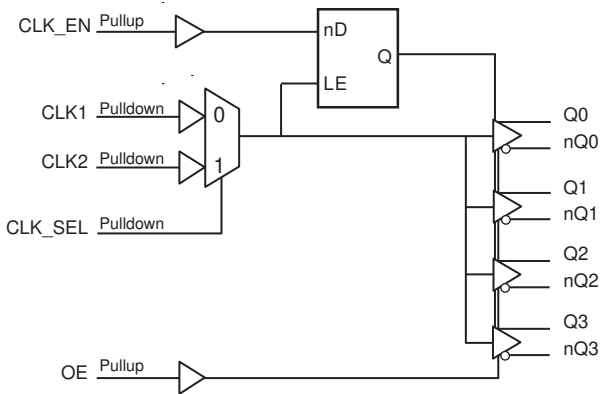 CLK_EN Pullup
nD
Q
LE
CLK1 Pulldown
0
CLK2 Pulldown
1
CLK_SEL Pulldown
Q0
nQ0
Q1
nQ1
Q2
nQ2
Q3
nQ3
OE Pullup